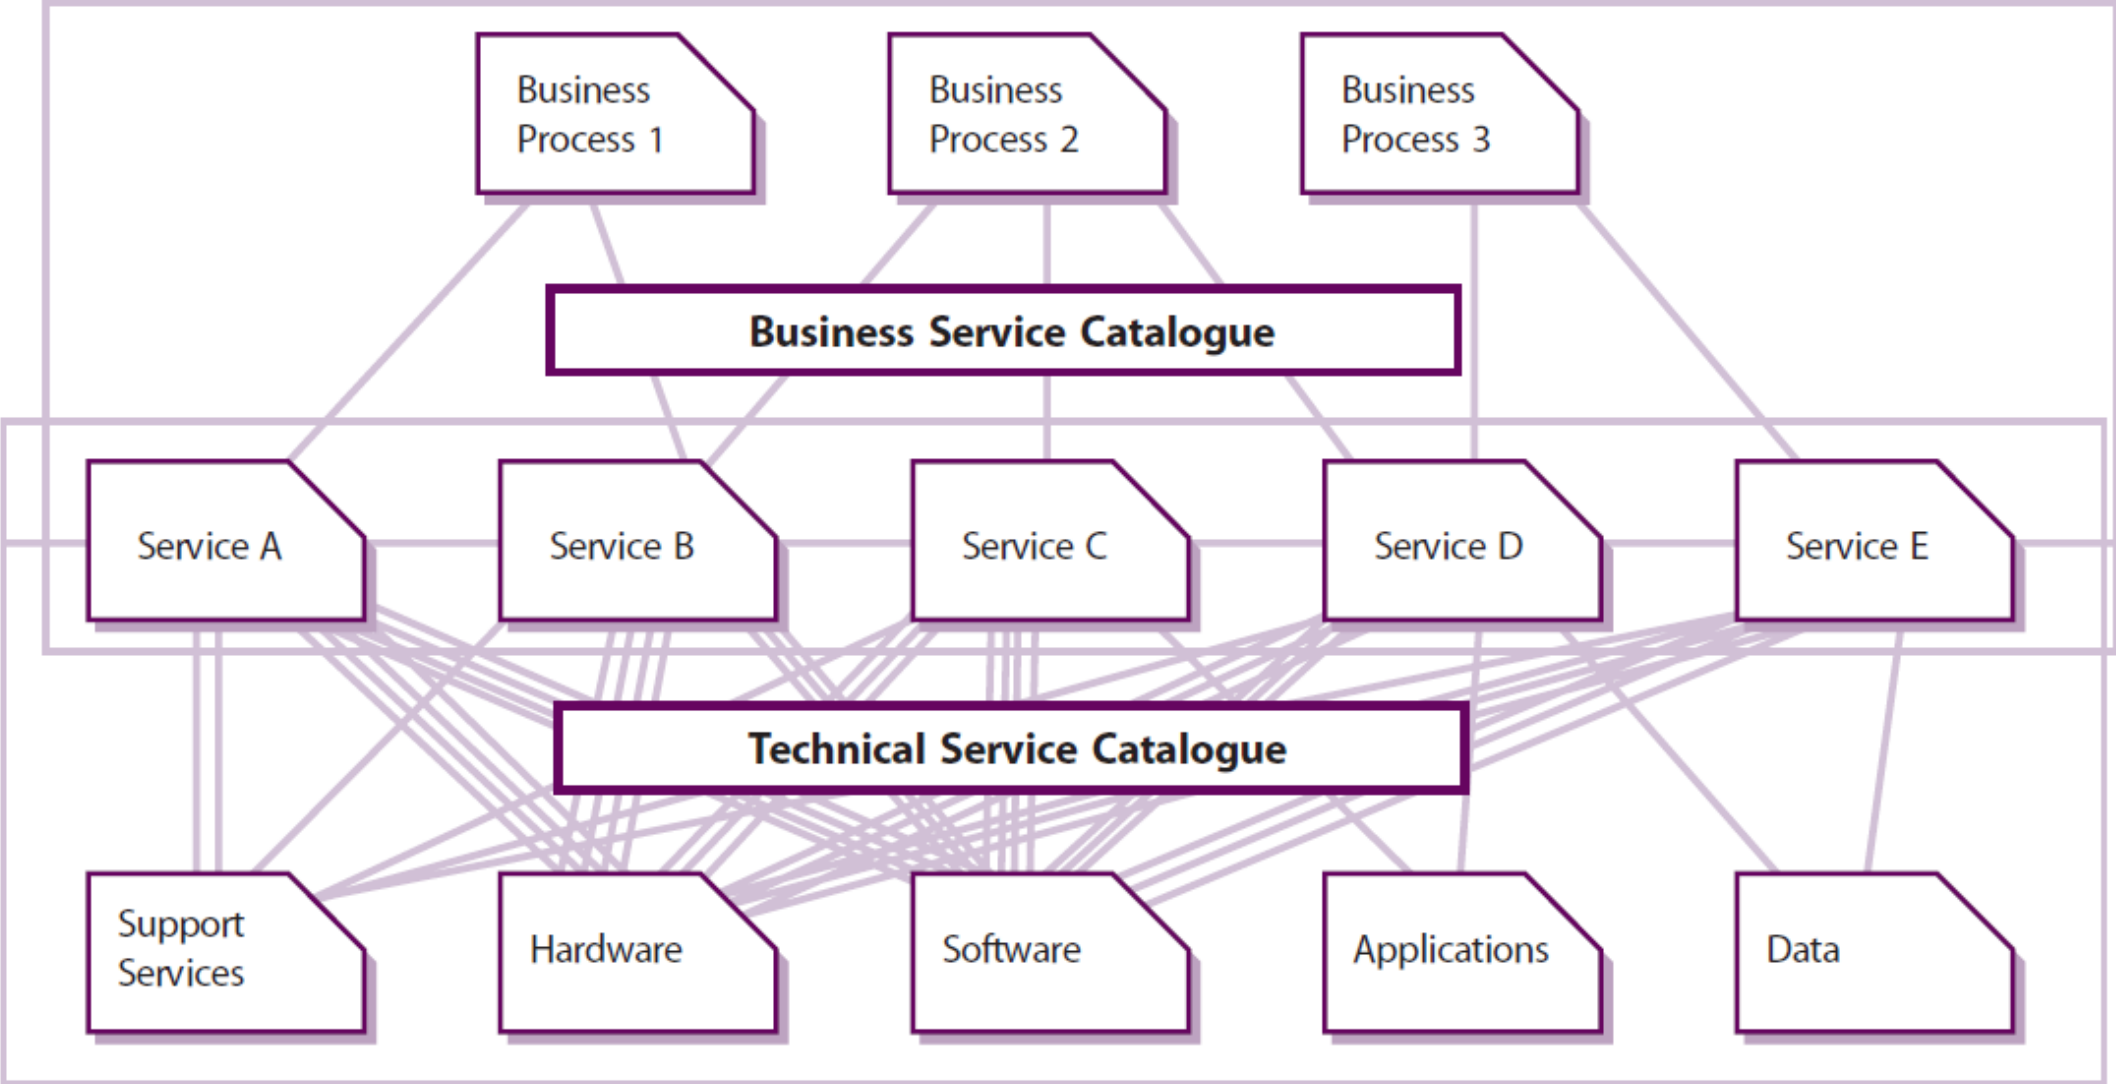 Business
Process 1
Business
Process 2
Business
Process 3
Business Service Catalogue
Service A
Service B
Service C
Service D
Service E
Technical Service Catalogue
Support
Services
Hardware
Software
Applications
Data